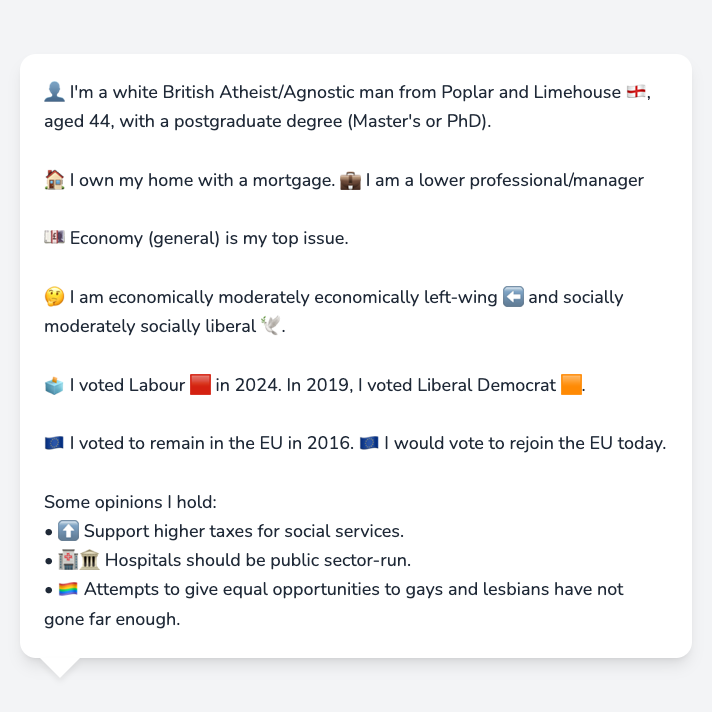 👤 I'm a white British Atheist/Agnostic man from Poplar and Limehouse 🏴󠁧󠁢󠁥󠁮󠁧󠁿,
aged 44, with a postgraduate degree (Master's or PhD).
🏠 I own my home with a mortgage. 💼 I am a lower professional/manager
💷 Economy (general) is my top issue.
🤔 I am economically moderately economically left-wing ⬅️ and socially
moderately socially liberal 🕊️.
🗳️ I voted Labour 🟥 in 2024. In 2019, I voted Liberal Democrat 🟧.
🇪🇺 I voted to remain in the EU in 2016. 🇪🇺 I would vote to rejoin the EU today.
Some opinions I hold:
• ⬆️ Support higher taxes for social services.
• 🏥🏛️ Hospitals should be public sector-run.
• 🏳️‍🌈 Attempts to give equal opportunities to gays and lesbians have not
gone far enough.